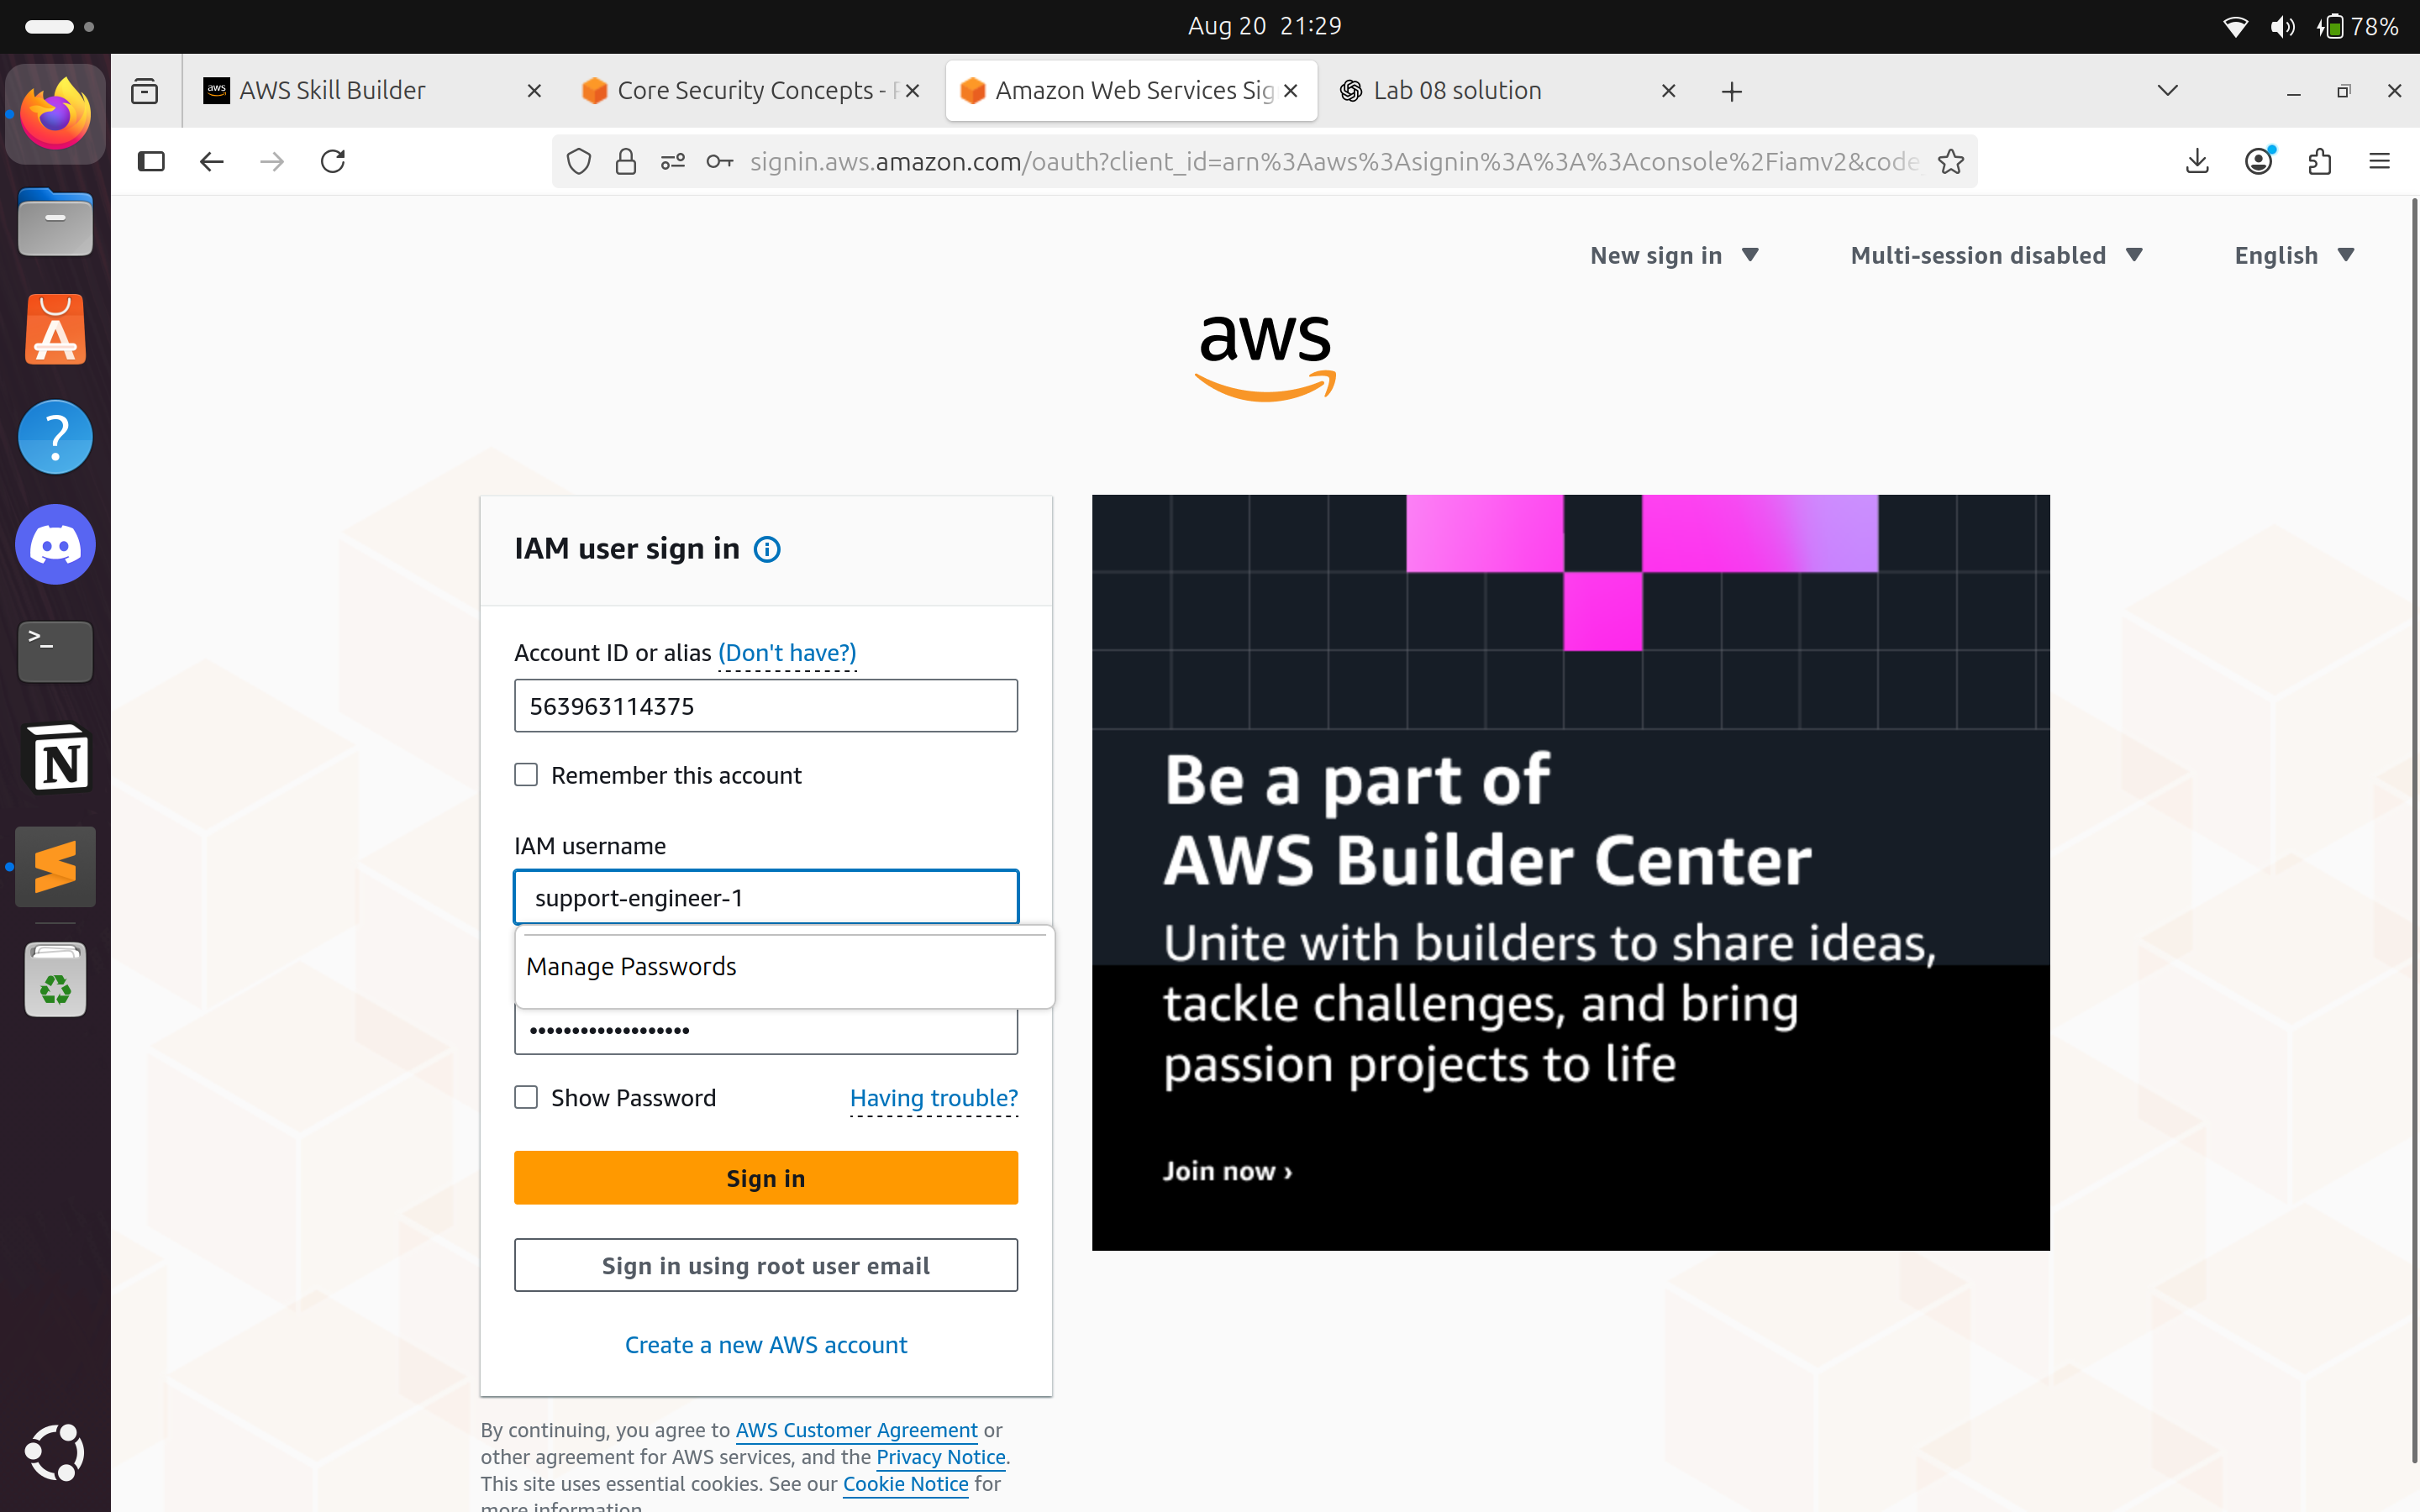 Aug 20 21:29
78%
aws AWS Skill Builder
Core Security Concepts -
Amazon Web Services Sig
Lab 08 solution
signin.aws.amazon.com/oauth?client_id=arn%3Aaws%3Asignin%3A%3A%3Aconsole%2Fiamv2&code
New sign in
Multi-session disabled
English
aws
IAM user sign in
Account ID or alias (Don't have?)
563963114375
Remember this account
IAM username
support-engineer-1
Manage Passwords
•••••••••••••••••••
Show Password
Having trouble?
Sign in
Sign in using root user email
Create a new AWS account
By continuing, you agree to AWS Customer Agreement or
other agreement for AWS services, and the Privacy Notice.
This site uses essential cookies. See our Cookie Notice for
more information.
Be a part of
AWS Builder Center
Unite with builders to share ideas,
tackle challenges, and bring
passion projects to life
Join now ›